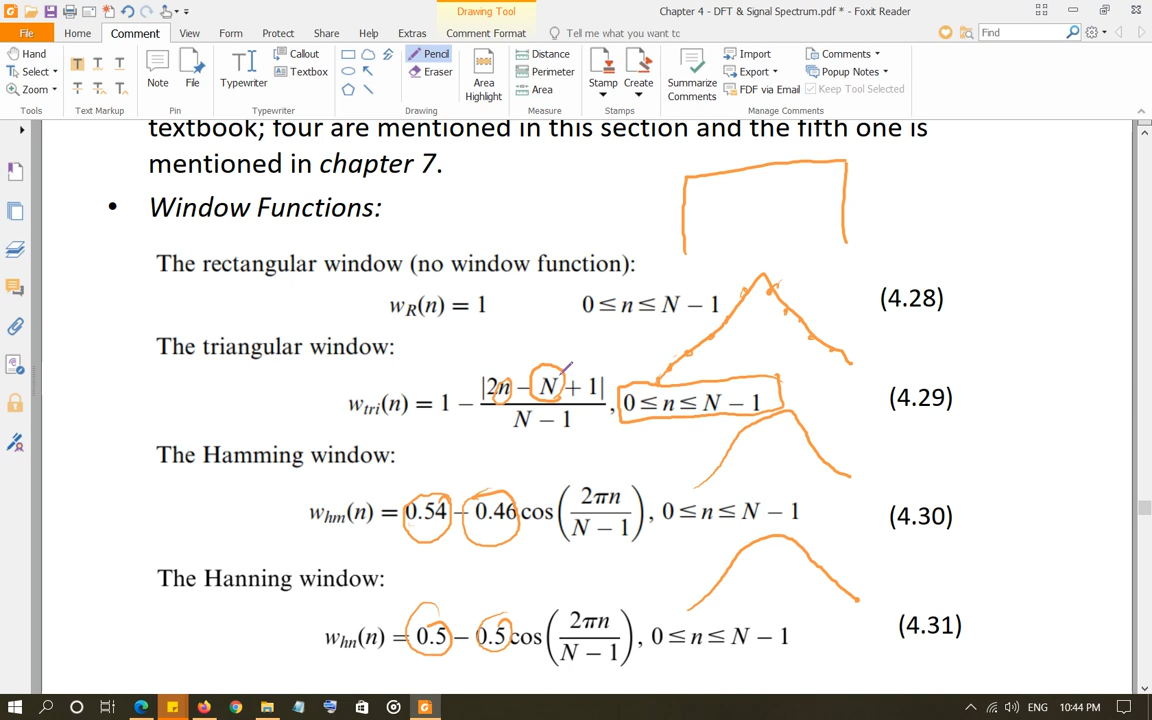 Drawing Tool
Chapter 4 - DFT & Signal Spectrum.pdf * - Foxit Reader
File Home Comment View Form Protect Share Help Extras Comment Format Tell me what you want to do Find
Hand
Select
Zoom
Tools
Text Markup
Note
File
Pin
Typewriter
Callout
Textbox
Typewriter
Pencil
Eraser
Drawing
Area Highlight
Distance
Perimeter
Area
Measure
Stamp
Create
Stamps
Summarize Comments
Import
Export
FDF via Email
Comments
Popup Notes
Keep Tool Selected
Manage Comments
textbook; four are mentioned in this section and the fifth one is
mentioned in chapter 7.
• Window Functions:
The rectangular window (no window function):
w_R(n) = 1 0 ≤ n ≤ N − 1 (4.28)
The triangular window:
w_tri(n) = 1 − |2n − N + 1| / (N − 1), 0 ≤ n ≤ N − 1 (4.29)
The Hamming window:
w_hm(n) = 0.54 − 0.46 cos(2πn / (N − 1)), 0 ≤ n ≤ N − 1 (4.30)
The Hanning window:
w_hn(n) = 0.5 − 0.5 cos(2πn / (N − 1)), 0 ≤ n ≤ N − 1 (4.31)
ENG 10:44 PM